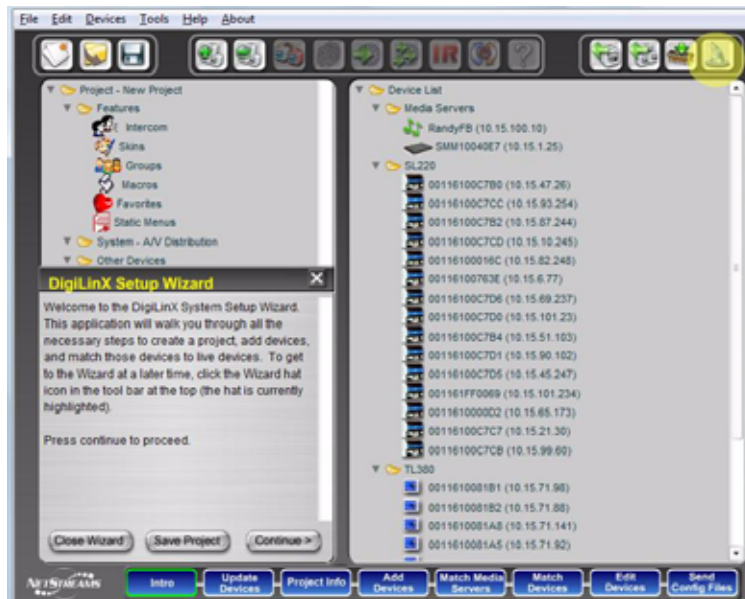 File Edit Devices Tools Help About
IR
?
Project - New Project
Features
Intercom
Skins
Groups
Macros
Favorites
Static Menus
System - A/V Distribution
Other Devices
DigiLinX Setup Wizard
Welcome to the DigiLinX System Setup Wizard.
This application will walk you through all the
necessary steps to create a project, add devices,
and match those devices to live devices. To get
to the Wizard at a later time, click the Wizard hat
icon in the tool bar at the top (the hat is currently
highlighted).
Press continue to proceed.
Close Wizard Save Project Continue >
Device List
Media Servers
RandyFB (10.15.100.10)
SMM10040E7 (10.15.1.25)
SL220
00116100C7B0 (10.15.47.26)
00116100C7CC (10.15.93.254)
00116100C7B2 (10.15.87.244)
00116100C7CD (10.15.10.245)
00116100016C (10.15.82.248)
00116100763E (10.15.6.77)
00116100C7D6 (10.15.69.237)
00116100C7D0 (10.15.101.23)
00116100C7B4 (10.15.51.103)
00116100C7D1 (10.15.90.102)
00116100C7D5 (10.15.45.247)
001161FF0069 (10.15.101.234)
0011610000D2 (10.15.65.173)
00116100C7C7 (10.15.21.30)
00116100C7CB (10.15.99.60)
TL380
0011610081B1 (10.15.71.98)
0011610081B2 (10.15.71.88)
0011610081A8 (10.15.71.141)
0011610081A5 (10.15.71.92)
NETSTREAMS
Intro
Update Devices
Project Info
Add Devices
Match Media Servers
Match Devices
Edit Devices
Send Config Files